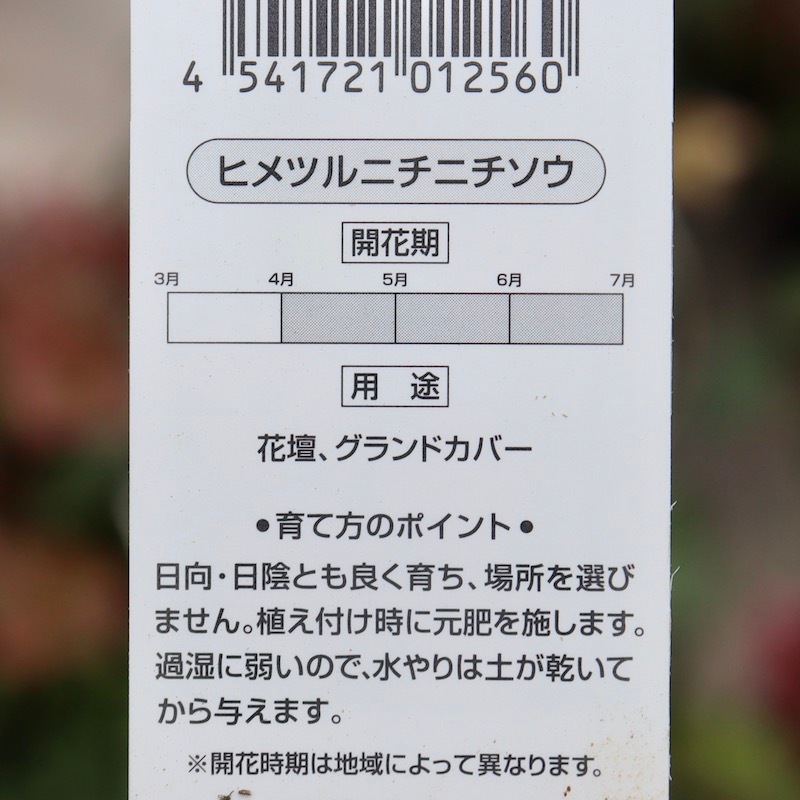 4 541721 012560
ヒメツルニチニチソウ
開花期
3月 4月 5月 6月 7月
用　途
花壇、グランドカバー
●育て方のポイント●
日向・日陰とも良く育ち、場所を選び
ません。植え付け時に元肥を施します。
過湿に弱いので、水やりは土が乾いて
から与えます。
※開花時期は地域によって異なります。